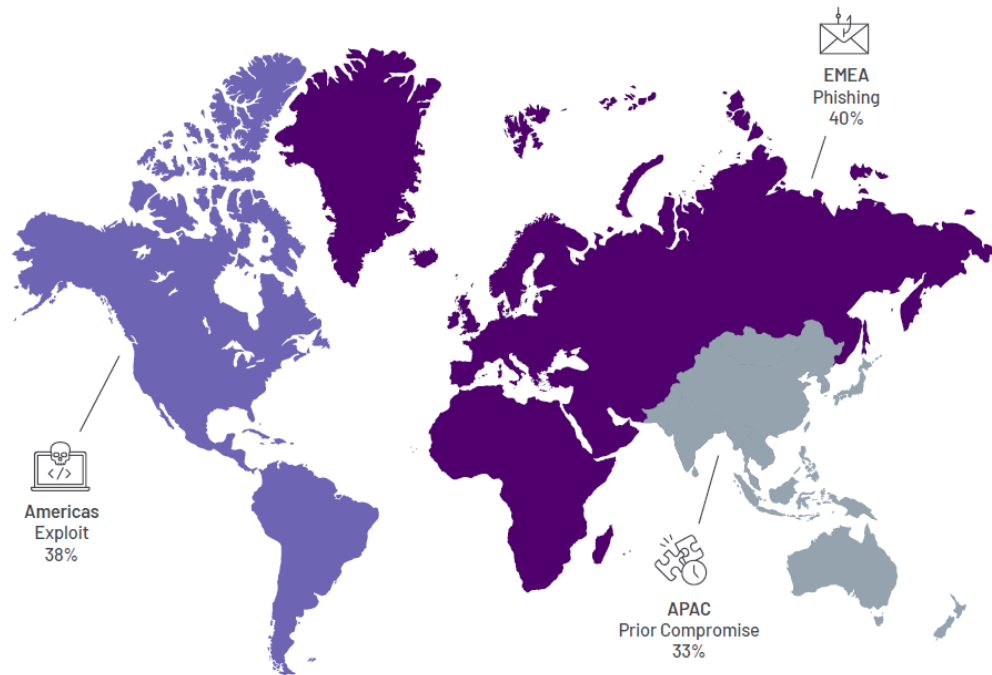 EMEA
Phishing
40%
</>
Americas
Exploit
38%
APAC
Prior Compromise
33%